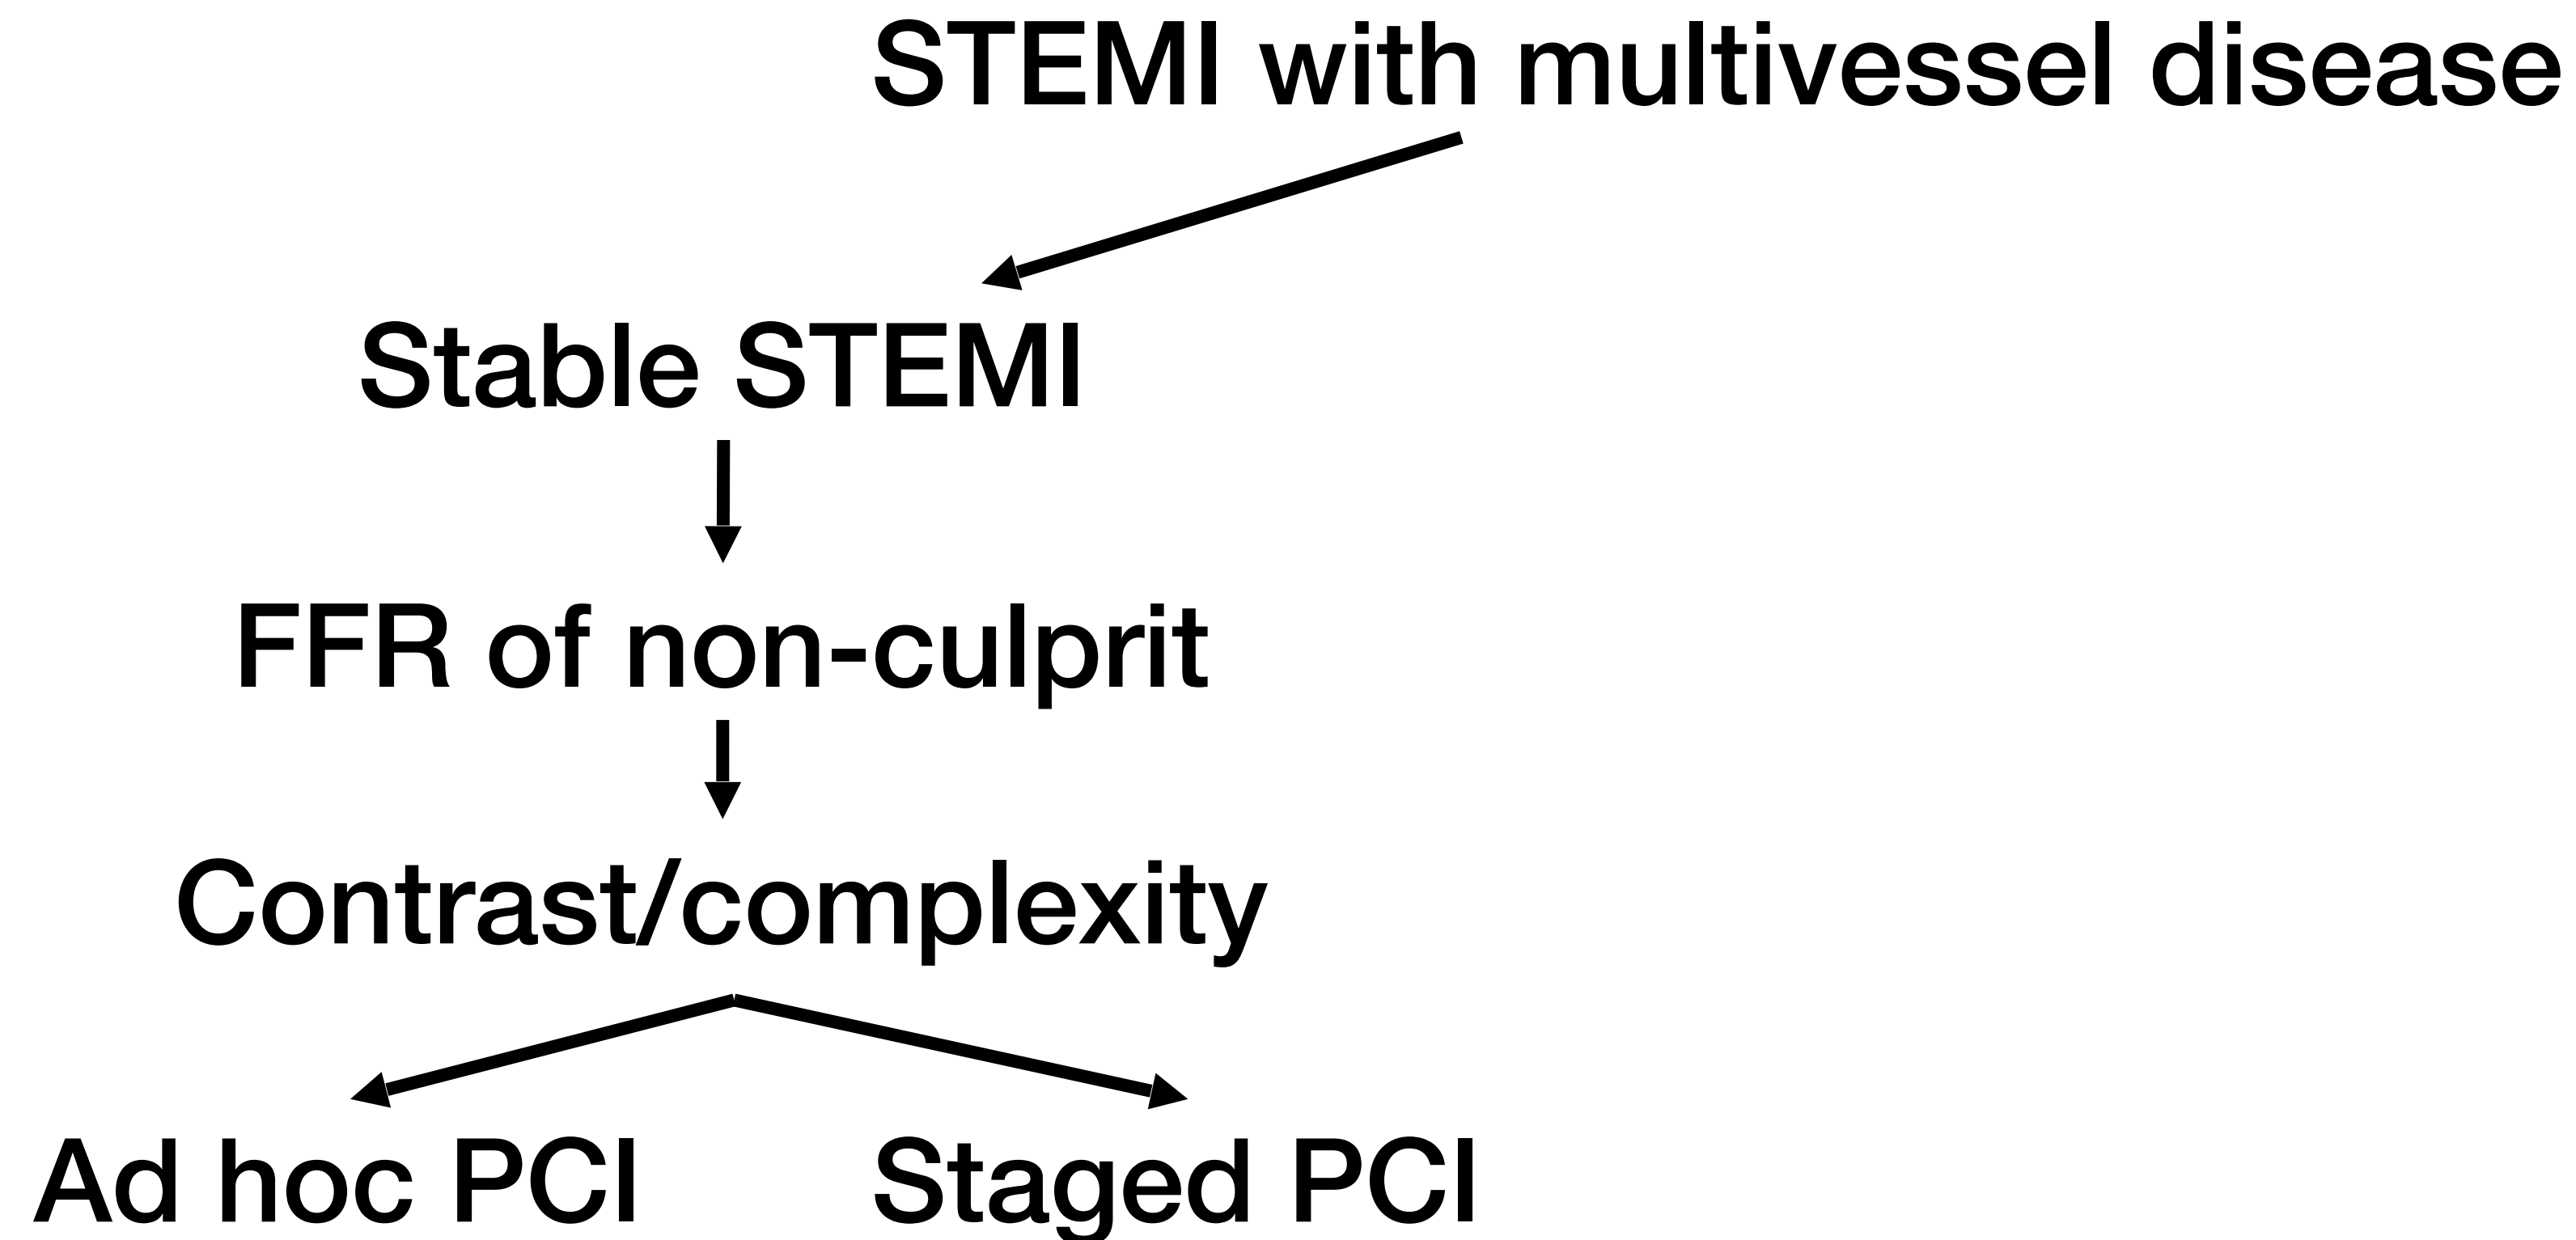 STEMI with multivessel disease
Stable STEMI
FFR of non-culprit
Contrast/complexity
Ad hoc PCI
Staged PCI